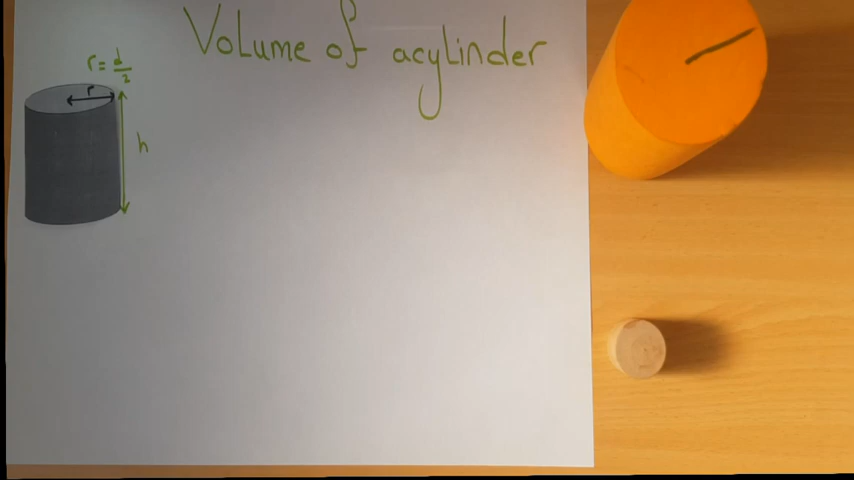 Volume of acylinder
r = d/2
r
h